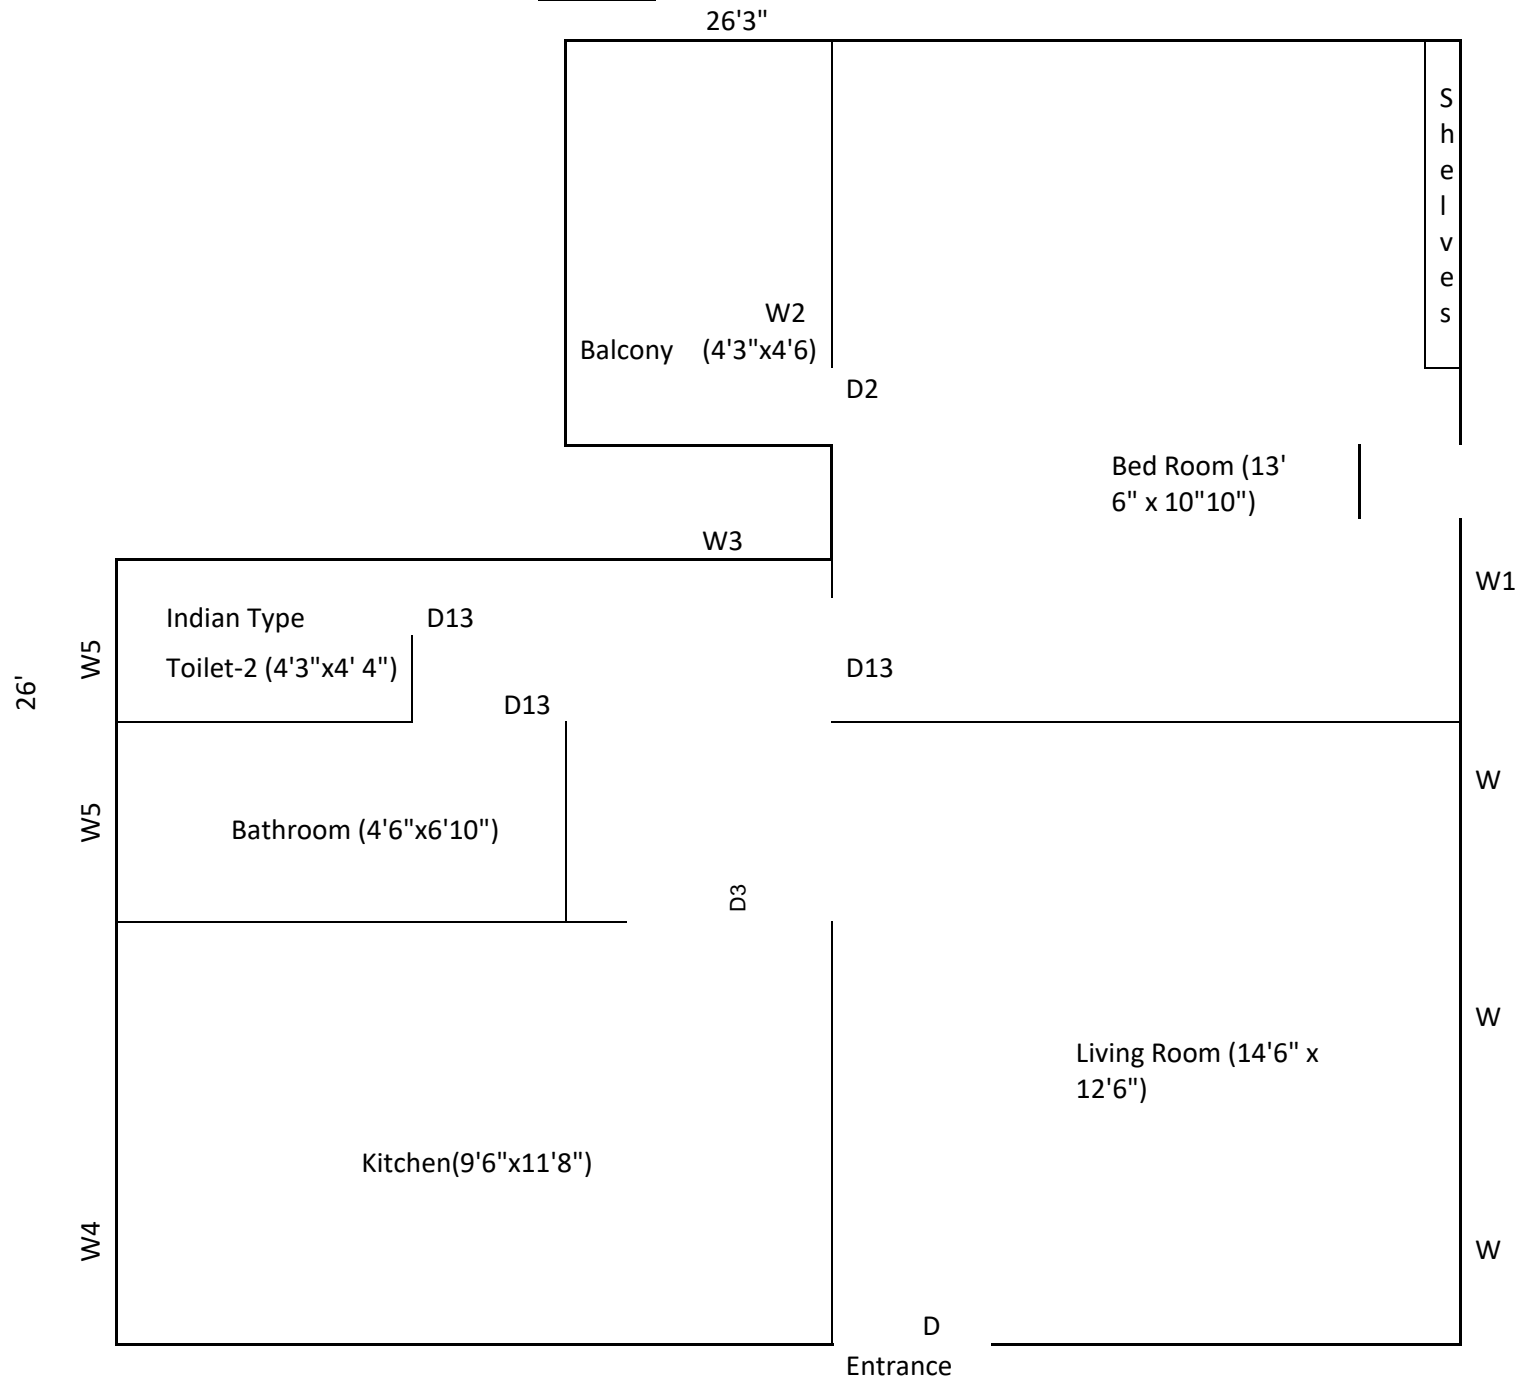 26'3"
Shelves
W2
Balcony (4'3"x4'6)
D2
Bed Room (13'
6" x 10"10")
W3
W1
Indian Type
D13
W5
Toilet-2 (4'3"x4' 4")
D13
26'
D13
W
W5
Bathroom (4'6"x6'10")
D3
W
Living Room (14'6" x
12'6")
Kitchen(9'6"x11'8")
W4
W
D
Entrance